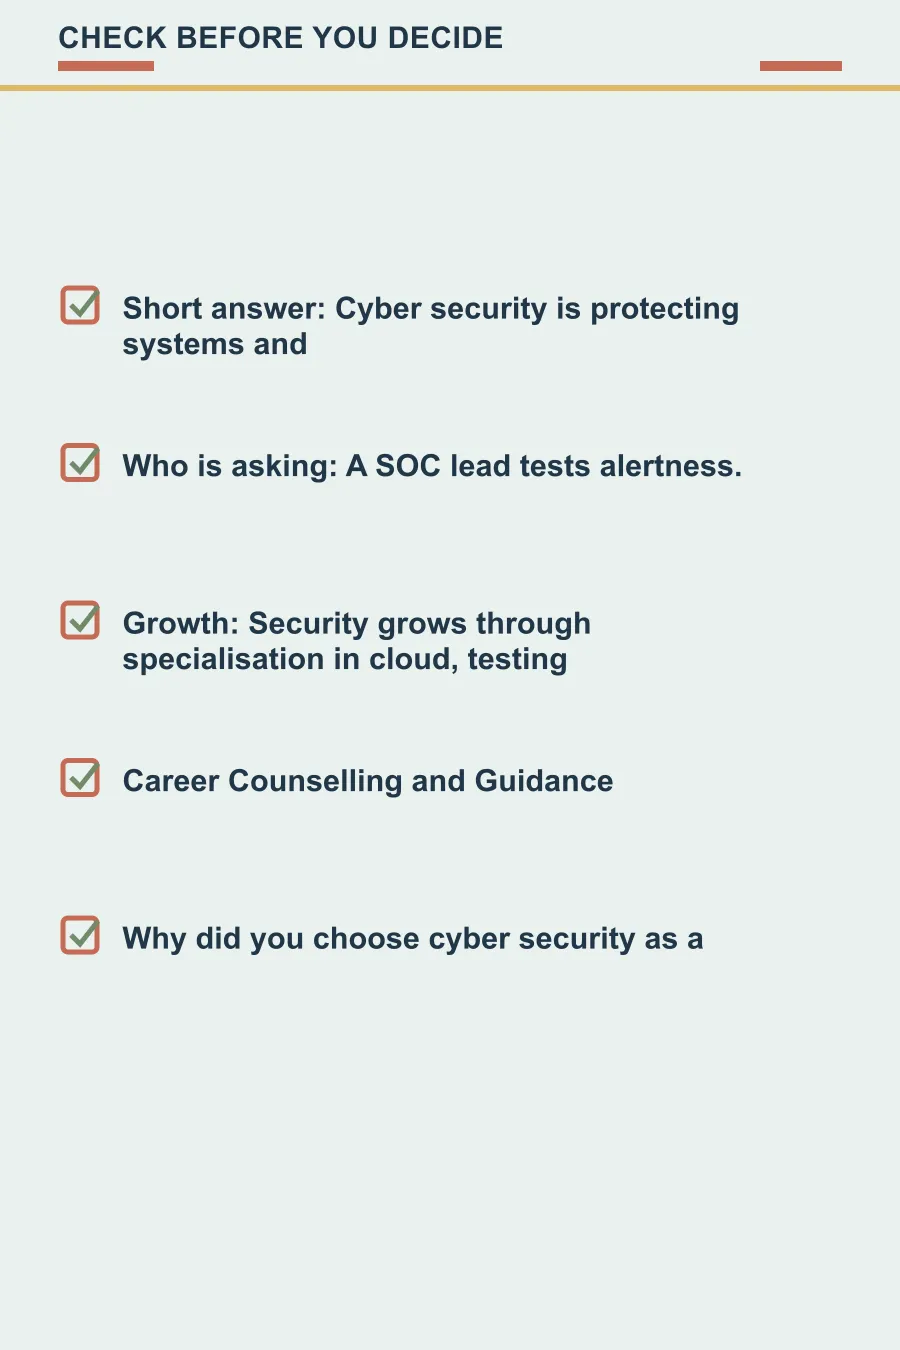 CHECK BEFORE YOU DECIDE
Short answer: Cyber security is protecting
systems and
Who is asking: A SOC lead tests alertness.
Growth: Security grows through
specialisation in cloud, testing
Career Counselling and Guidance
Why did you choose cyber security as a